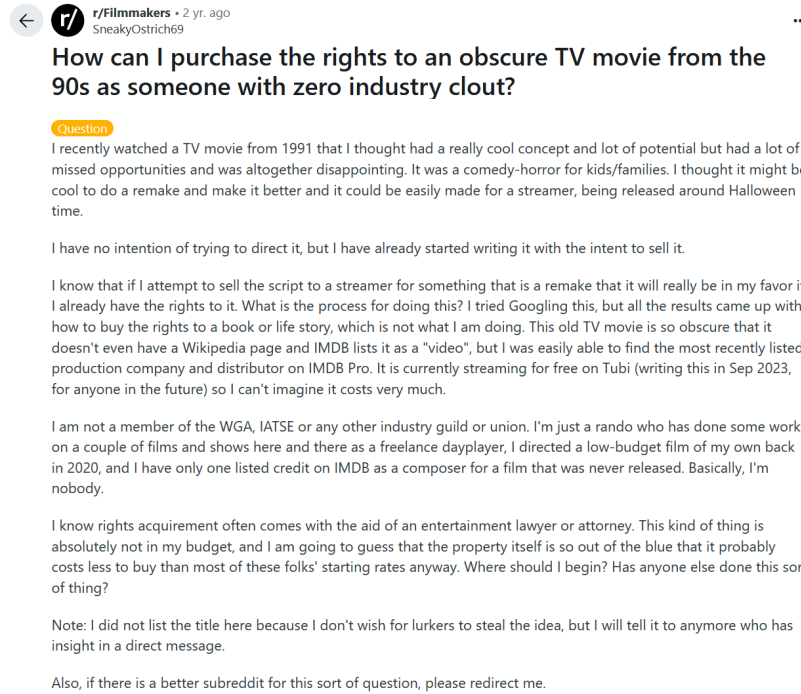 r/Filmmakers • 2 yr. ago
SneakyOstrich69
How can I purchase the rights to an obscure TV movie from the
90s as someone with zero industry clout?
Question
I recently watched a TV movie from 1991 that I thought had a really cool concept and lot of potential but had a lot of
missed opportunities and was altogether disappointing. It was a comedy-horror for kids/families. I thought it might be
cool to do a remake and make it better and it could be easily made for a streamer, being released around Halloween
time.
I have no intention of trying to direct it, but I have already started writing it with the intent to sell it.
I know that if I attempt to sell the script to a streamer for something that is a remake that it will really be in my favor if
I already have the rights to it. What is the process for doing this? I tried Googling this, but all the results came up with
how to buy the rights to a book or life story, which is not what I am doing. This old TV movie is so obscure that it
doesn't even have a Wikipedia page and IMDB lists it as a "video", but I was easily able to find the most recently listed
production company and distributor on IMDB Pro. It is currently streaming for free on Tubi (writing this in Sep 2023,
for anyone in the future) so I can't imagine it costs very much.
I am not a member of the WGA, IATSE or any other industry guild or union. I'm just a rando who has done some work
on a couple of films and shows here and there as a freelance dayplayer, I directed a low-budget film of my own back
in 2020, and I have only one listed credit on IMDB as a composer for a film that was never released. Basically, I'm
nobody.
I know rights acquirement often comes with the aid of an entertainment lawyer or attorney. This kind of thing is
absolutely not in my budget, and I am going to guess that the property itself is so out of the blue that it probably
costs less to buy than most of these folks' starting rates anyway. Where should I begin? Has anyone else done this sor
of thing?
Note: I did not list the title here because I don't wish for lurkers to steal the idea, but I will tell it to anymore who has
insight in a direct message.
Also, if there is a better subreddit for this sort of question, please redirect me.